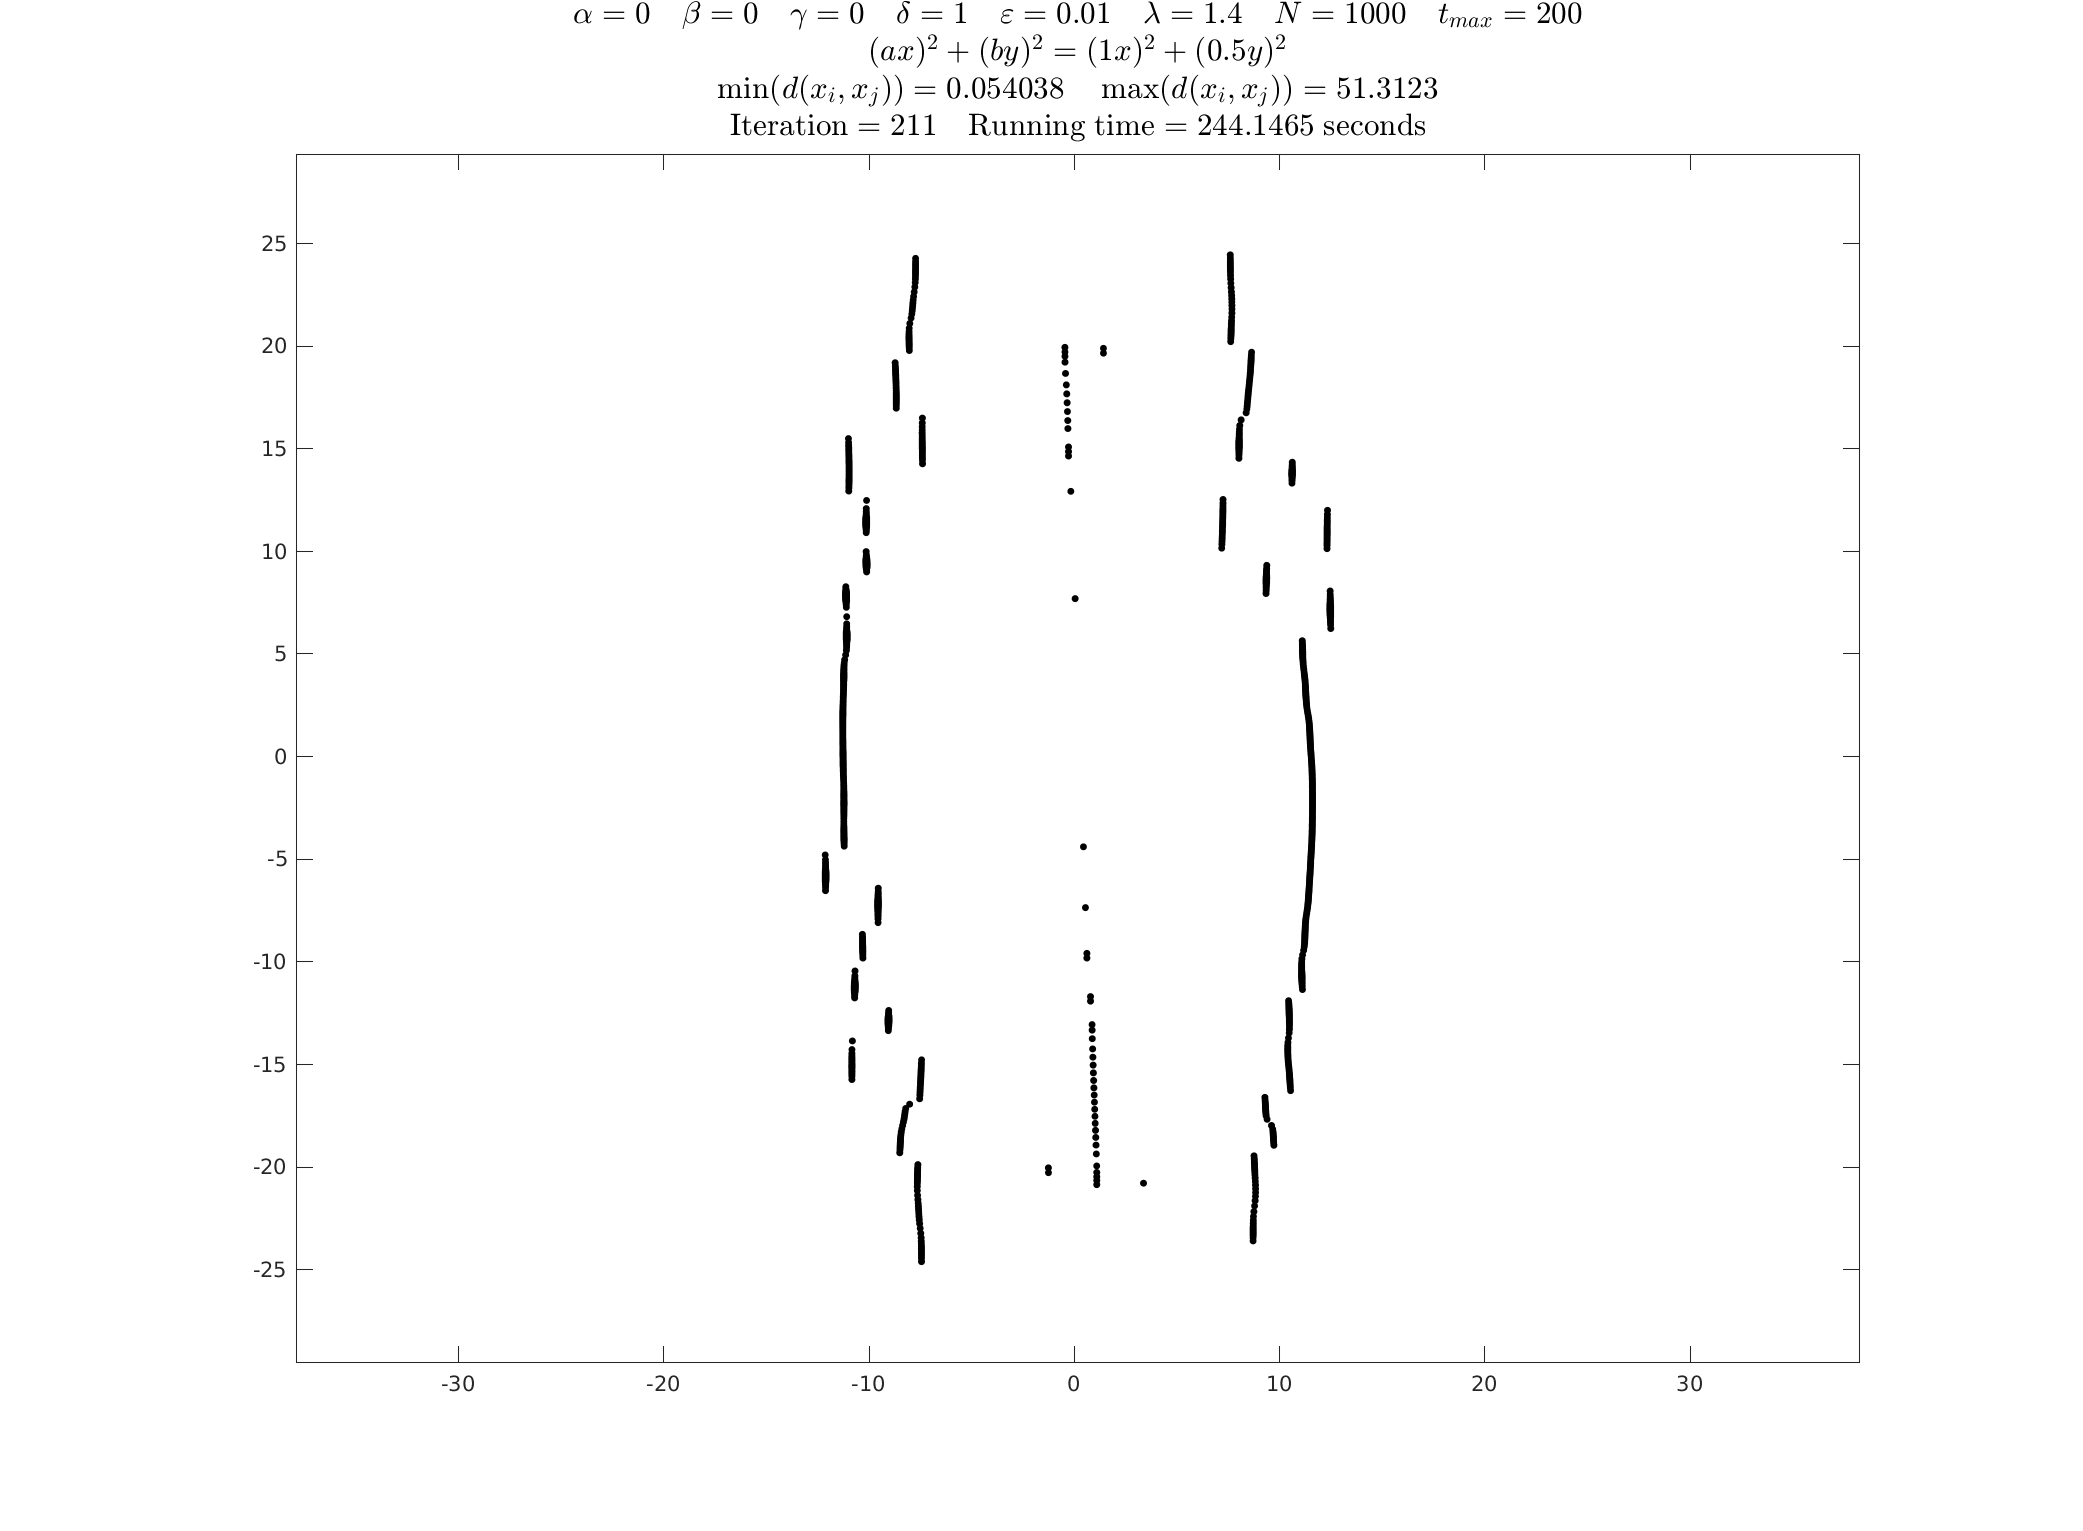 α = 0 β = 0 γ = 0 δ = 1 ε = 0.01 λ = 1.4 N = 1000 t_{max} = 200
(ax)² + (by)² = (1x)² + (0.5y)²
min(d(x_i, x_j)) = 0.054038 max(d(x_i, x_j)) = 51.3123
Iteration = 211 Running time = 244.1465 seconds
25
20
15
10
5
0
-5
-10
-15
-20
-25
-30 -20 -10 0 10 20 30